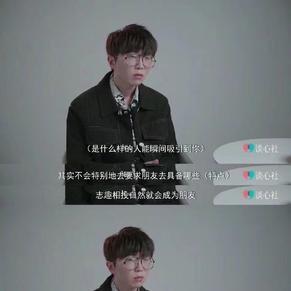 （是什么样的人能瞬间吸引到你）
谈心社
其实不会特别地去要求朋友去具备哪些《特点》
谈心社
志趣相投自然就会成为朋友
谈心社